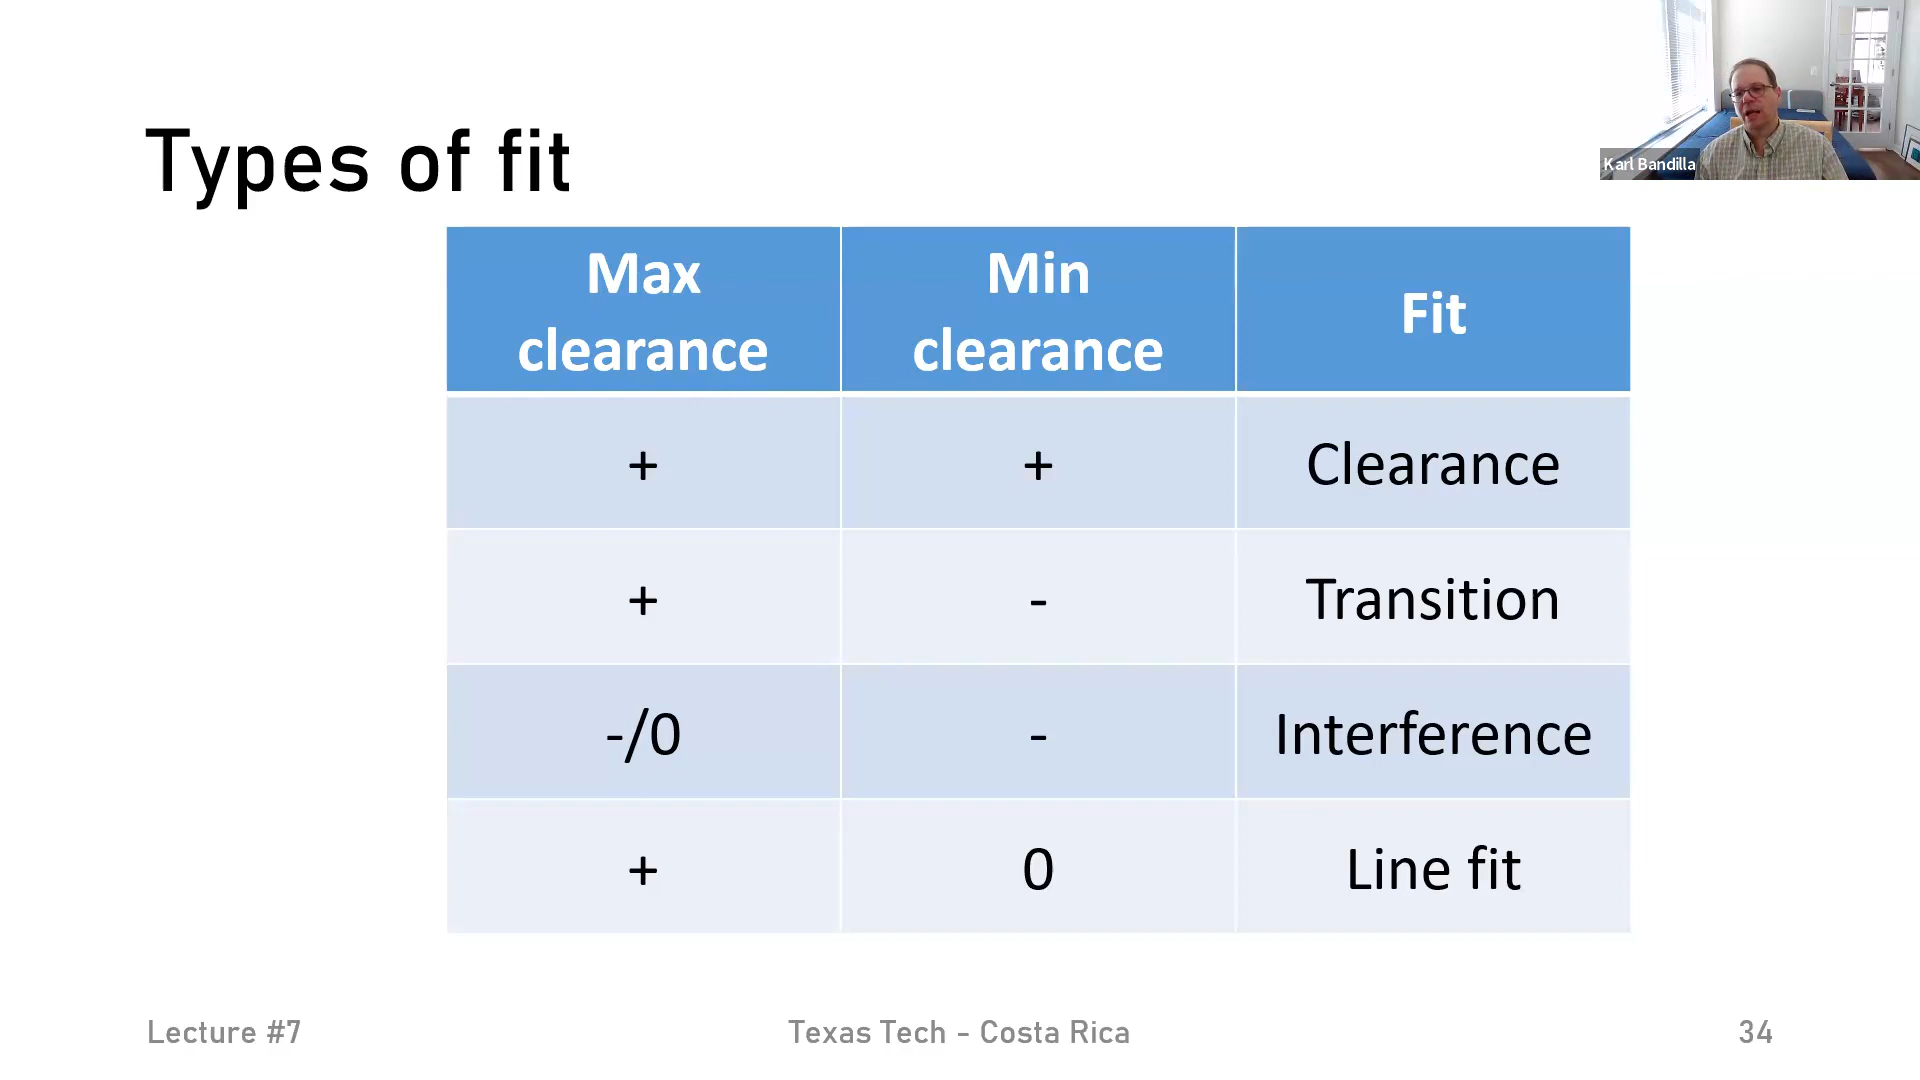 Karl Bandilla
Types of fit
Max
clearance
Min
clearance
Fit
+
+
Clearance
+
-
Transition
-/0
-
Interference
+
0
Line fit
Lecture #7
Texas Tech - Costa Rica
34